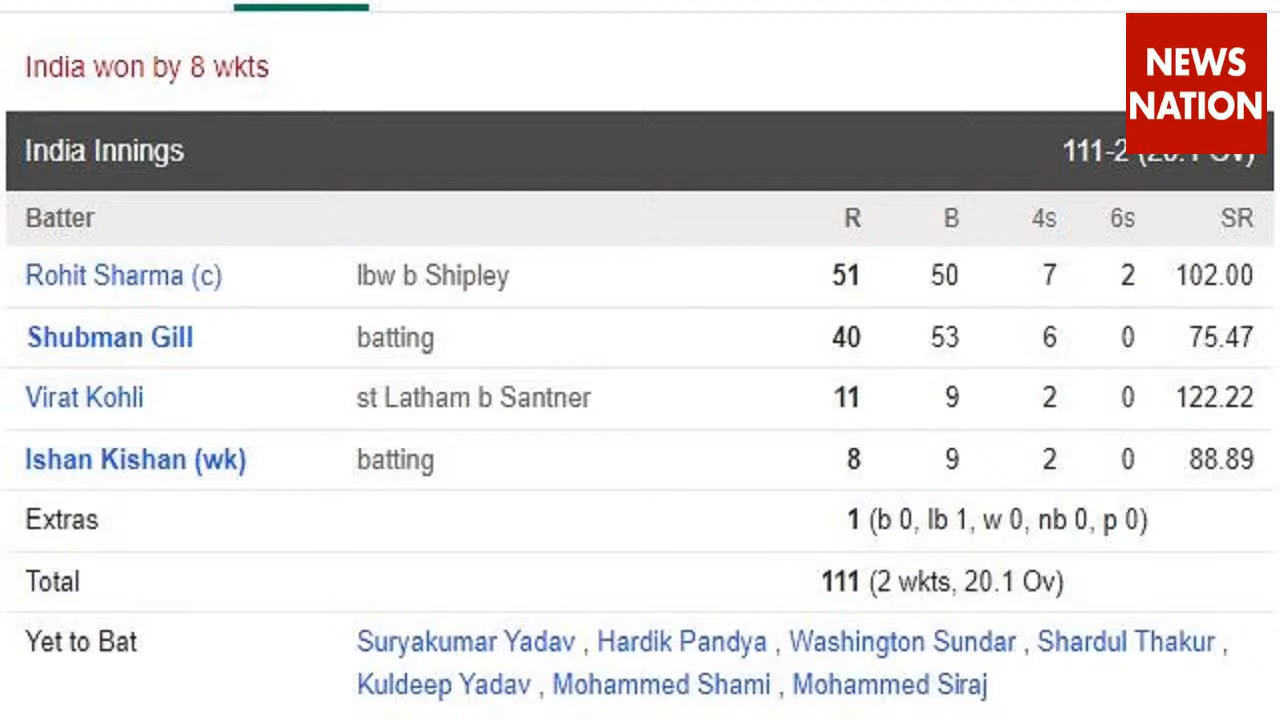 India won by 8 wkts
NEWS
NATION
India Innings 111-2 (20.1 Ov)
Batter R B 4s 6s SR
Rohit Sharma (c) lbw b Shipley 51 50 7 2 102.00
Shubman Gill batting 40 53 6 0 75.47
Virat Kohli st Latham b Santner 11 9 2 0 122.22
Ishan Kishan (wk) batting 8 9 2 0 88.89
Extras 1 (b 0, lb 1, w 0, nb 0, p 0)
Total 111 (2 wkts, 20.1 Ov)
Yet to Bat Suryakumar Yadav , Hardik Pandya , Washington Sundar , Shardul Thakur ,
Kuldeep Yadav , Mohammed Shami , Mohammed Siraj